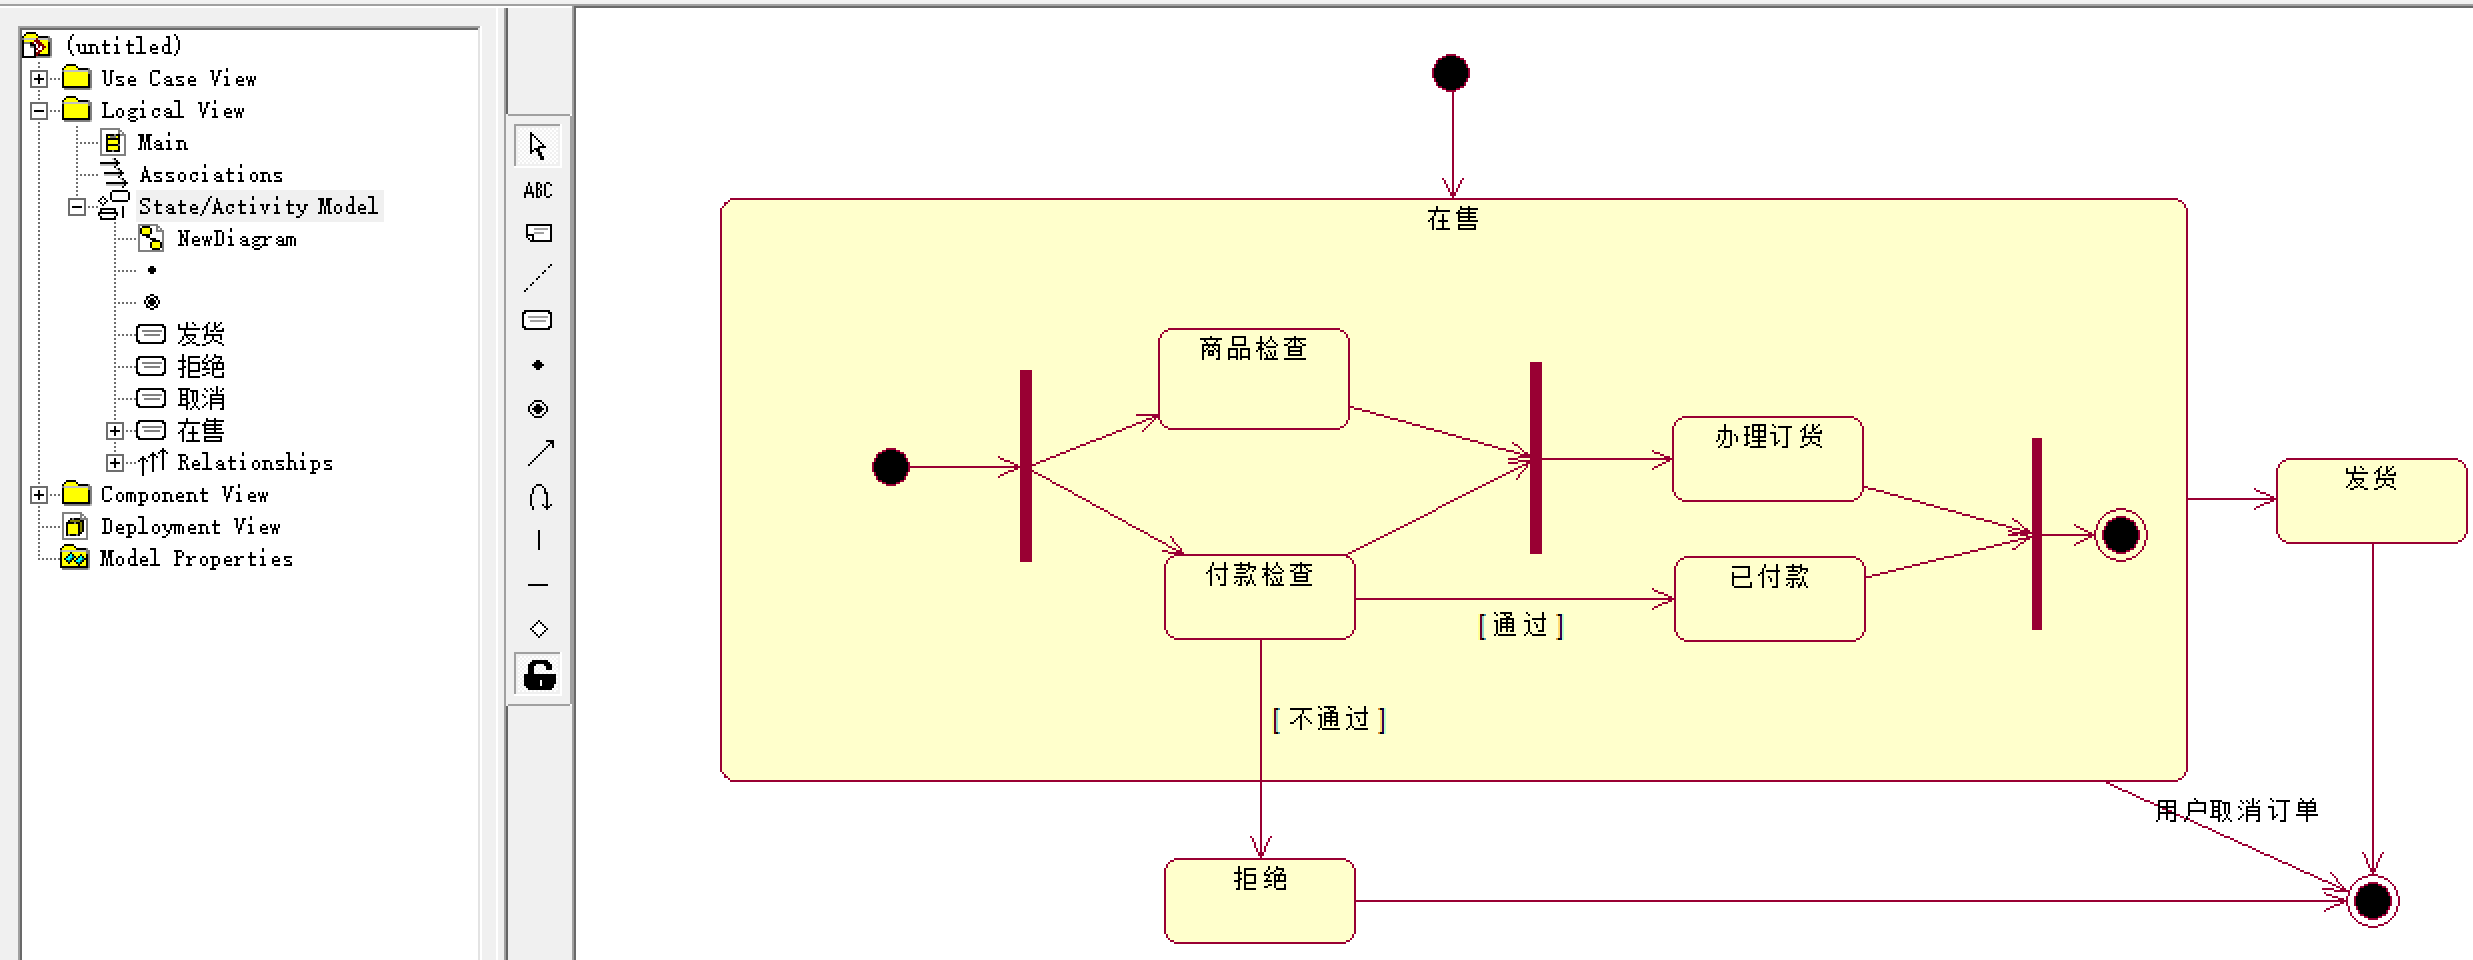 (untitled)
Use Case View
Logical View
Main
Associations
State/Activity Model
NewDiagram
发货
拒绝
取消
在售
Relationships
Component View
Deployment View
Model Properties
ABC
在售
商品检查
办理订货
发货
付款检查
已付款
[通过]
[不通过]
用户取消订单
拒绝